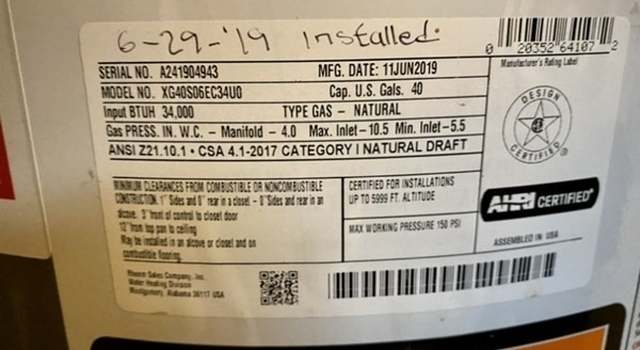 6-29-'19 installed:
0 20352 64107 2
Manufacturer's Rating Label
SERIAL NO. A241904943 MFG. DATE: 11JUN2019
MODEL NO. XG40S06EC34U0 Cap. U.S. Gals. 40
Input BTUH 34,000 TYPE GAS - NATURAL
Gas PRESS. IN. W.C. - Manifold - 4.0 Max. Inlet - 10.5 Min. Inlet - 5.5
ANSI Z21.10.1 • CSA 4.1-2017 CATEGORY I NATURAL DRAFT
DESIGN
CERTIFIED
MINIMUM CLEARANCES FROM COMBUSTIBLE OR NONCOMBUSTIBLE
CONSTRUCTION. 1" Sides and 0" rear in a closet - 0" Sides and rear in an
alcove. 3" front of control to closet door
12" from top pan to ceiling
May be installed in an alcove or closet and on
combustible flooring.
CERTIFIED FOR INSTALLATIONS
UP TO 5999 FT. ALTITUDE
MAX WORKING PRESSURE 150 PSI
AHRI CERTIFIED®
ASSEMBLED IN USA
Rheem Sales Company, Inc.
Water Heating Division
Montgomery, Alabama 36117 USA